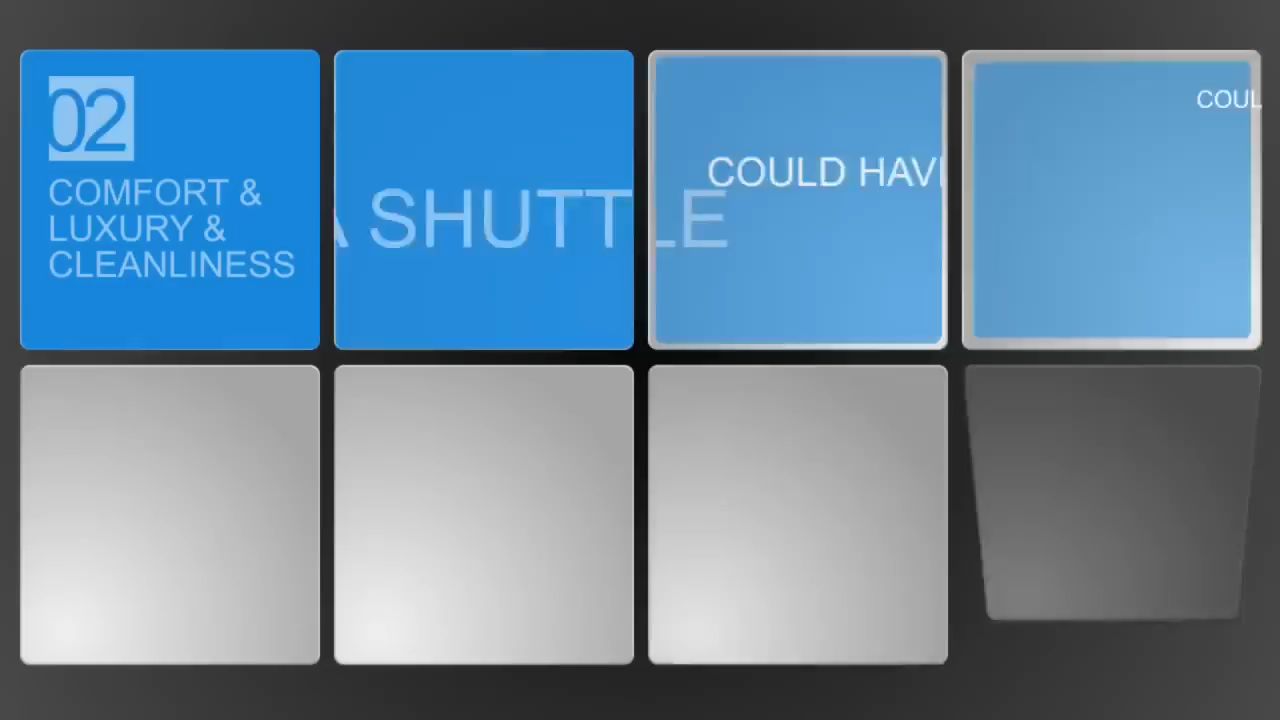 02
COMFORT &
LUXURY &
CLEANLINESS
A SHUTTLE
COULD HAV
COUL